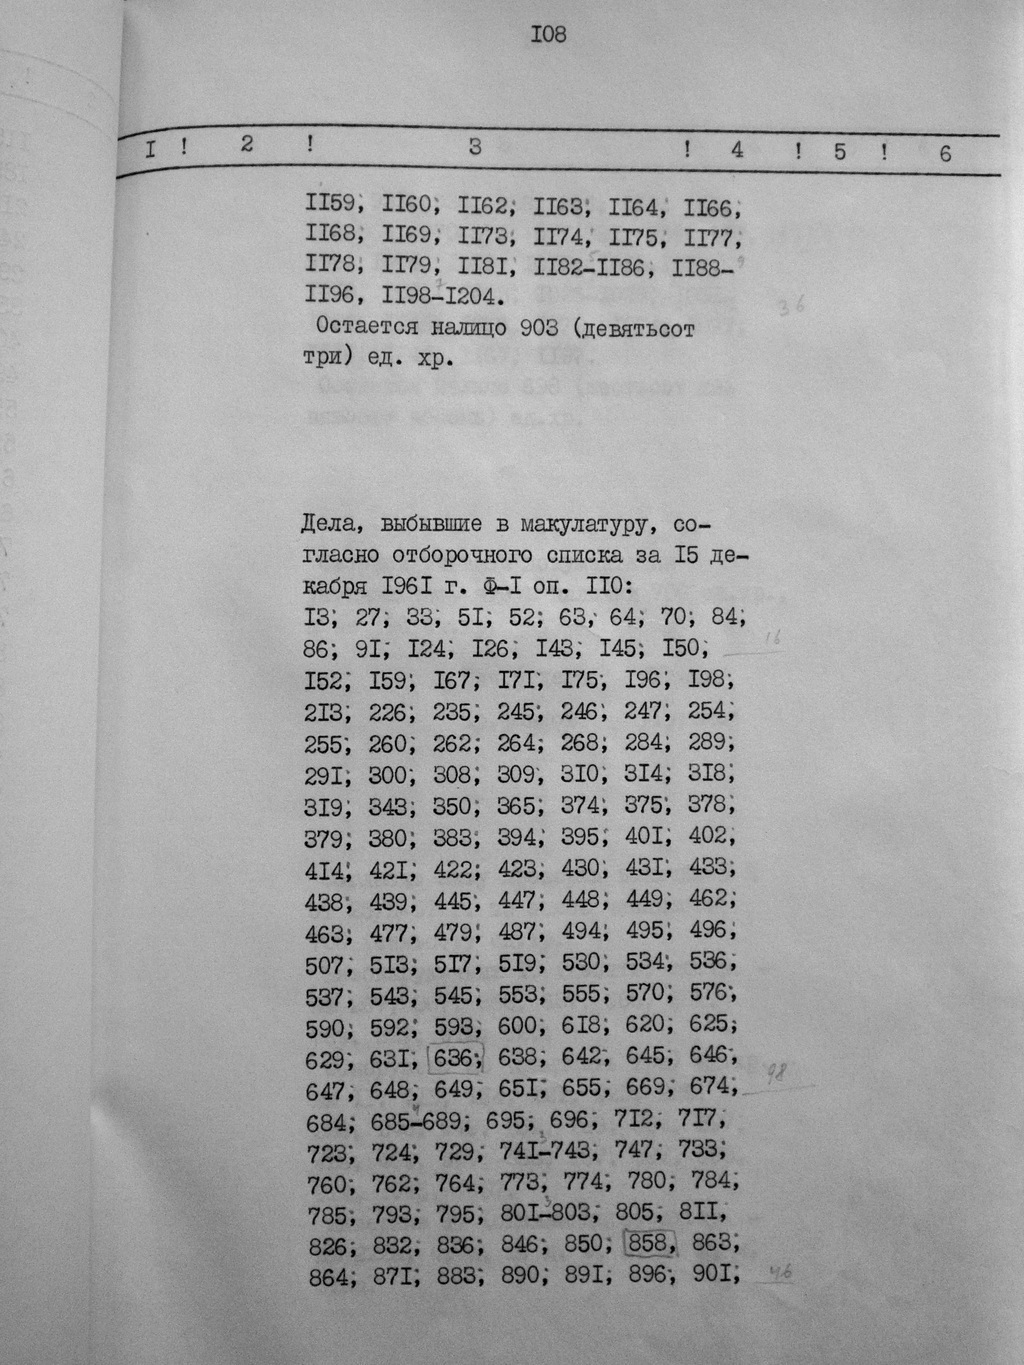 I08
I ! 2 ! 3 ! 4 ! 5 ! 6
II59; II60; II62; II63; II64, II66,
II68, II69, II73; II74, II75, II77,
II78, II79, II8I, II82-II86, II88-
II96, II98-I204.
36
Остается налицо 903 (девятьсот
три) ед. хр.
Дела, выбывшие в макулатуру, со-
гласно отборочного списка за I5 де-
кабря I96I г. Ф-I оп. II0:
I3; 27; 33; 5I; 52; 63; 64; 70; 84;
86; 9I; I24; I26; I43; I45; I50; 16
I52; I59; I67; I7I; I75; I96; I98;
2I3; 226; 235; 245; 246; 247; 254;
255; 260; 262; 264; 268; 284; 289;
29I; 300; 308; 309; 3I0; 3I4; 3I8;
3I9; 343; 350; 365; 374; 375; 378;
379; 380; 383; 394; 395; 40I; 402;
4I4; 42I; 422; 423; 430; 43I; 433;
438; 439; 445; 447; 448; 449; 462;
463; 477; 479; 487; 494; 495; 496;
507; 5I3; 5I7; 5I9; 530; 534; 536;
537; 543; 545; 553; 555; 570; 576;
590; 592; 593; 600; 6I8; 620; 625;
629; 63I; 636; 638; 642; 645; 646;
647; 648; 649; 65I; 655; 669; 674; 98
684; 685-689; 695; 696; 7I2; 7I7;
723; 724; 729; 74I-743; 747; 733;
760; 762; 764; 773; 774; 780; 784;
785; 793; 795; 80I-803; 805; 8II,
826; 832; 836; 846; 850; 858, 863;
864; 87I; 883; 890; 89I; 896; 90I; 46